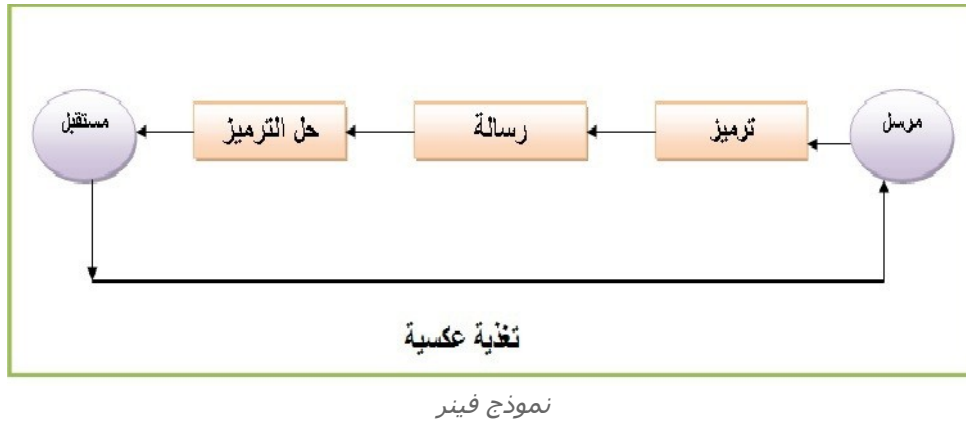 مرسل
ترميز
رسالة
حل الترميز
مستقبل
تغذية عكسية
نموذج فينر